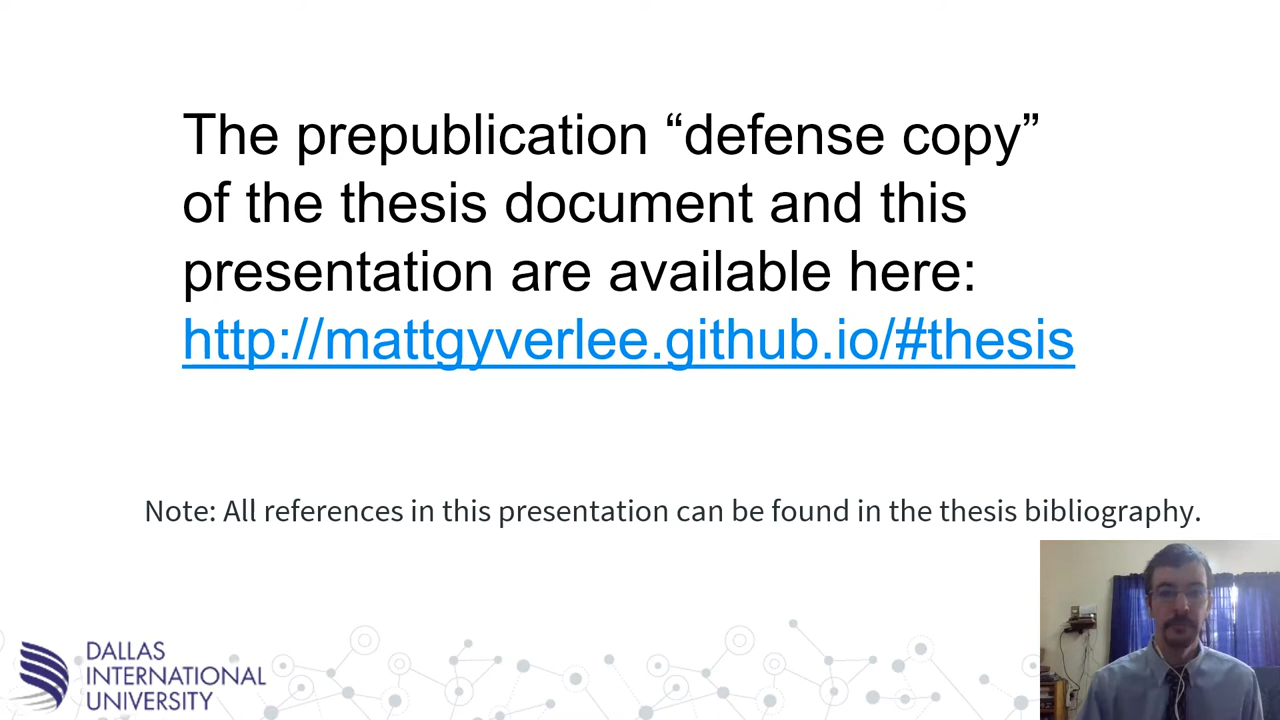 The prepublication “defense copy”
of the thesis document and this
presentation are available here:
http://mattgyverlee.github.io/#thesis
Note: All references in this presentation can be found in the thesis bibliography.
DALLAS
INTERNATIONAL
UNIVERSITY